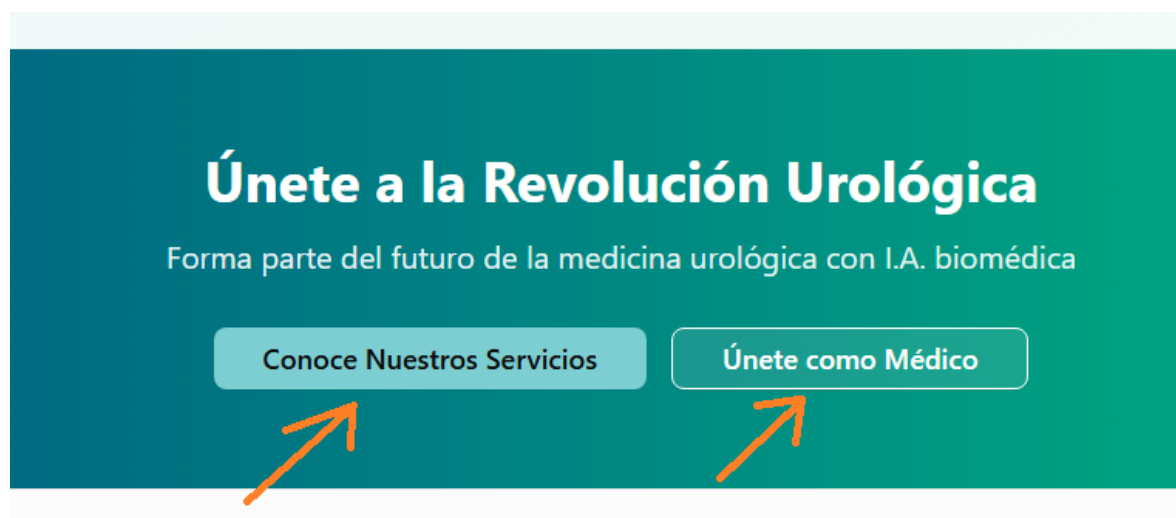 Únete a la Revolución Urológica
Forma parte del futuro de la medicina urológica con I.A. biomédica
Conoce Nuestros Servicios
Únete como Médico